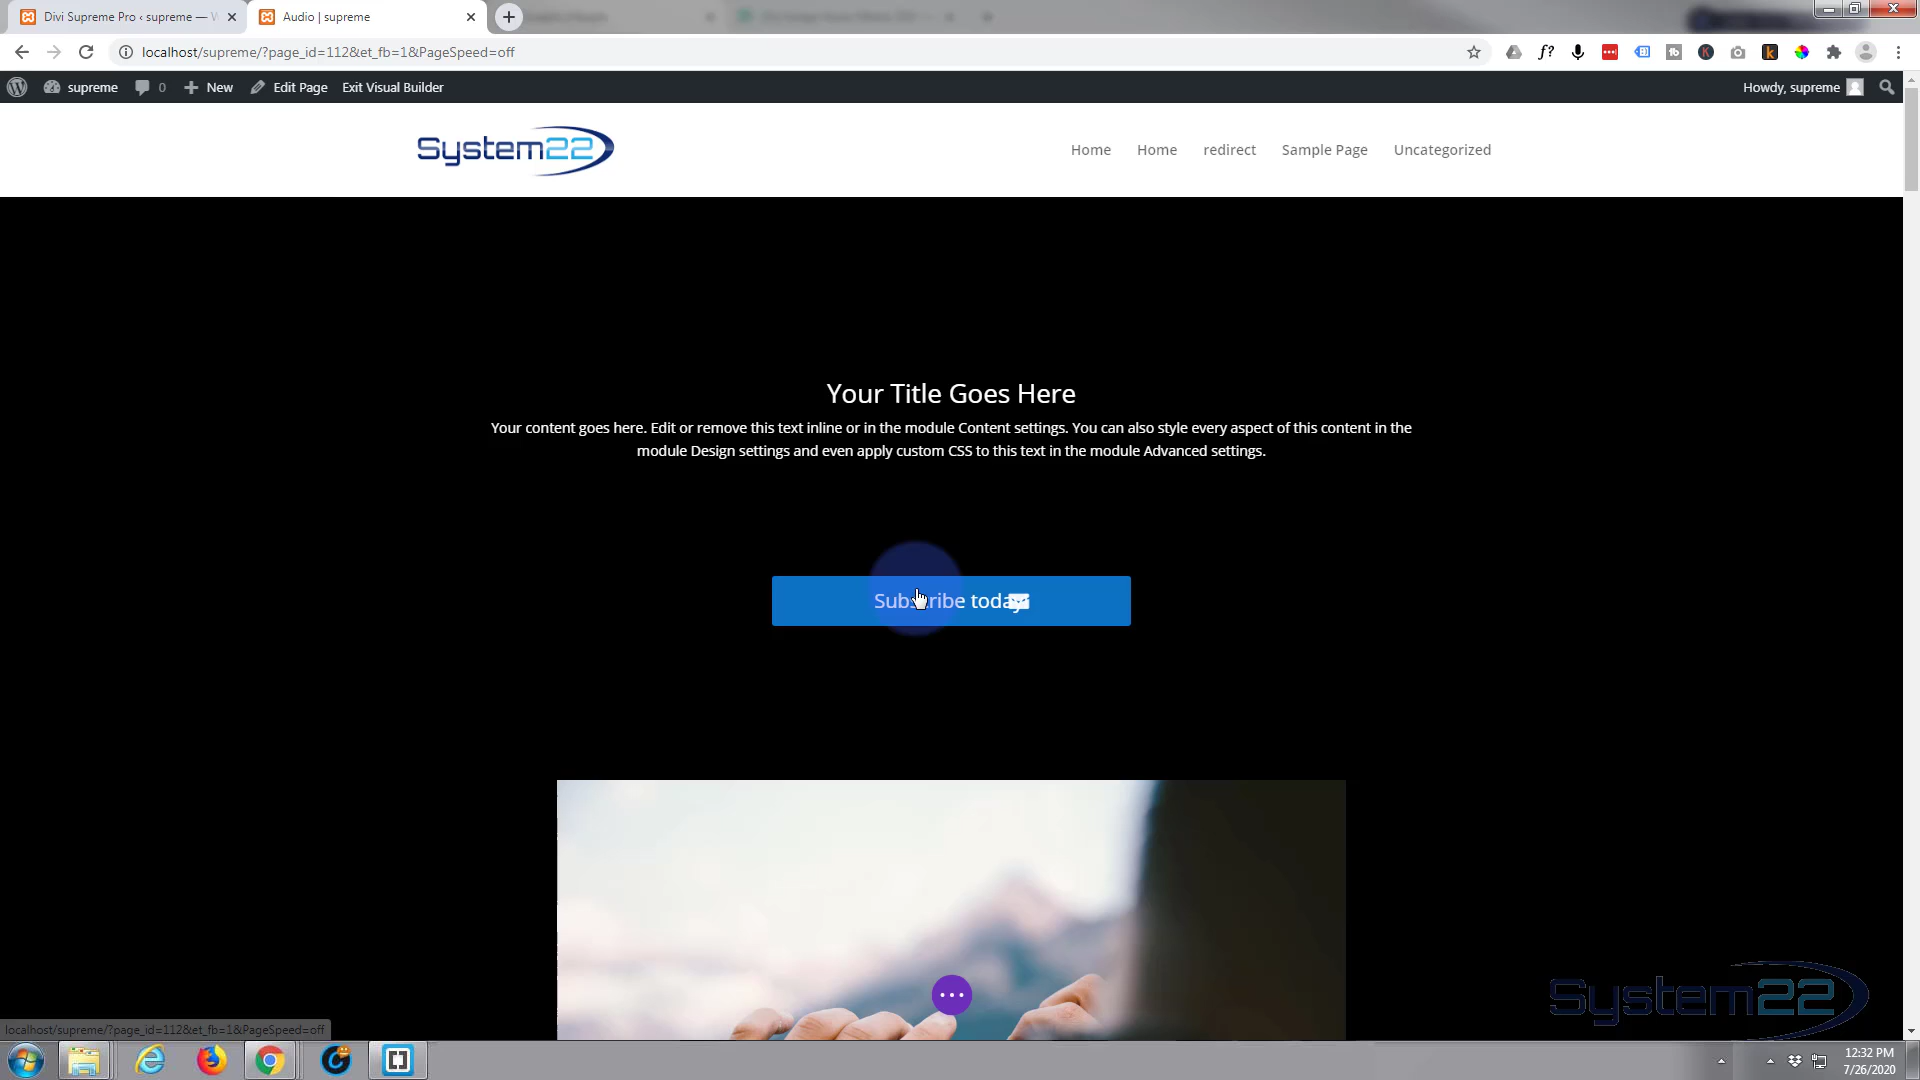 Divi Supreme Pro ‹ supreme — W
Audio | supreme
localhost/supreme/?page_id=112&et_fb=1&PageSpeed=off
supreme
0
New
Edit Page
Exit Visual Builder
Howdy, supreme
System22
Home
Home
redirect
Sample Page
Uncategorized
Your Title Goes Here
Your content goes here. Edit or remove this text inline or in the module Content settings. You can also style every aspect of this content in the
module Design settings and even apply custom CSS to this text in the module Advanced settings.
Subscribe today
System22
localhost/supreme/?page_id=112&et_fb=1&PageSpeed=off
12:32 PM
7/26/2020